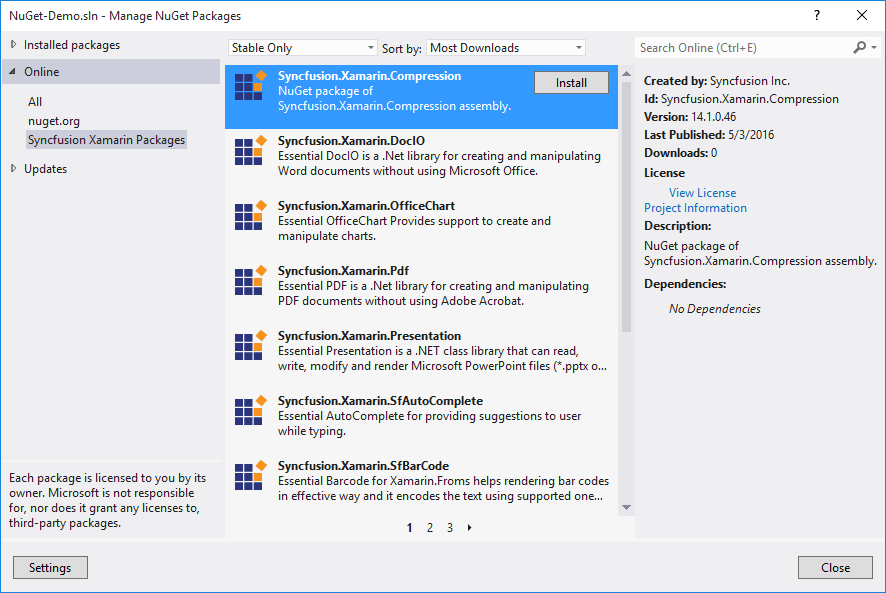 NuGet-Demo.sln - Manage NuGet Packages
?
Installed packages
Online
All
nuget.org
Syncfusion Xamarin Packages
Updates
Each package is licensed to you by its
owner. Microsoft is not responsible
for, nor does it grant any licenses to,
third-party packages.
Settings
Stable Only
Sort by:
Most Downloads
Syncfusion.Xamarin.Compression
NuGet package of
Syncfusion.Xamarin.Compression assembly.
Install
Syncfusion.Xamarin.DocIO
Essential DocIO is a .Net library for creating and manipulating
Word documents without using Microsoft Office.
Syncfusion.Xamarin.OfficeChart
Essential OfficeChart Provides support to create and
manipulate charts.
Syncfusion.Xamarin.Pdf
Essential PDF is a .Net library for creating and manipulating
PDF documents without using Adobe Acrobat.
Syncfusion.Xamarin.Presentation
Essential Presentation is a .NET class library that can read,
write, modify and render Microsoft PowerPoint files (*.pptx o...
Syncfusion.Xamarin.SfAutoComplete
Essential AutoComplete for providing suggestions to user
while typing.
Syncfusion.Xamarin.SfBarCode
Essential Barcode for Xamarin.Froms helps rendering bar codes
in effective way and it encodes the text using supported one...
1 2 3
Search Online (Ctrl+E)
Created by: Syncfusion Inc.
Id: Syncfusion.Xamarin.Compression
Version: 14.1.0.46
Last Published: 5/3/2016
Downloads: 0
License
View License
Project Information
Description:
NuGet package of
Syncfusion.Xamarin.Compression assembly.
Dependencies:
No Dependencies
Close